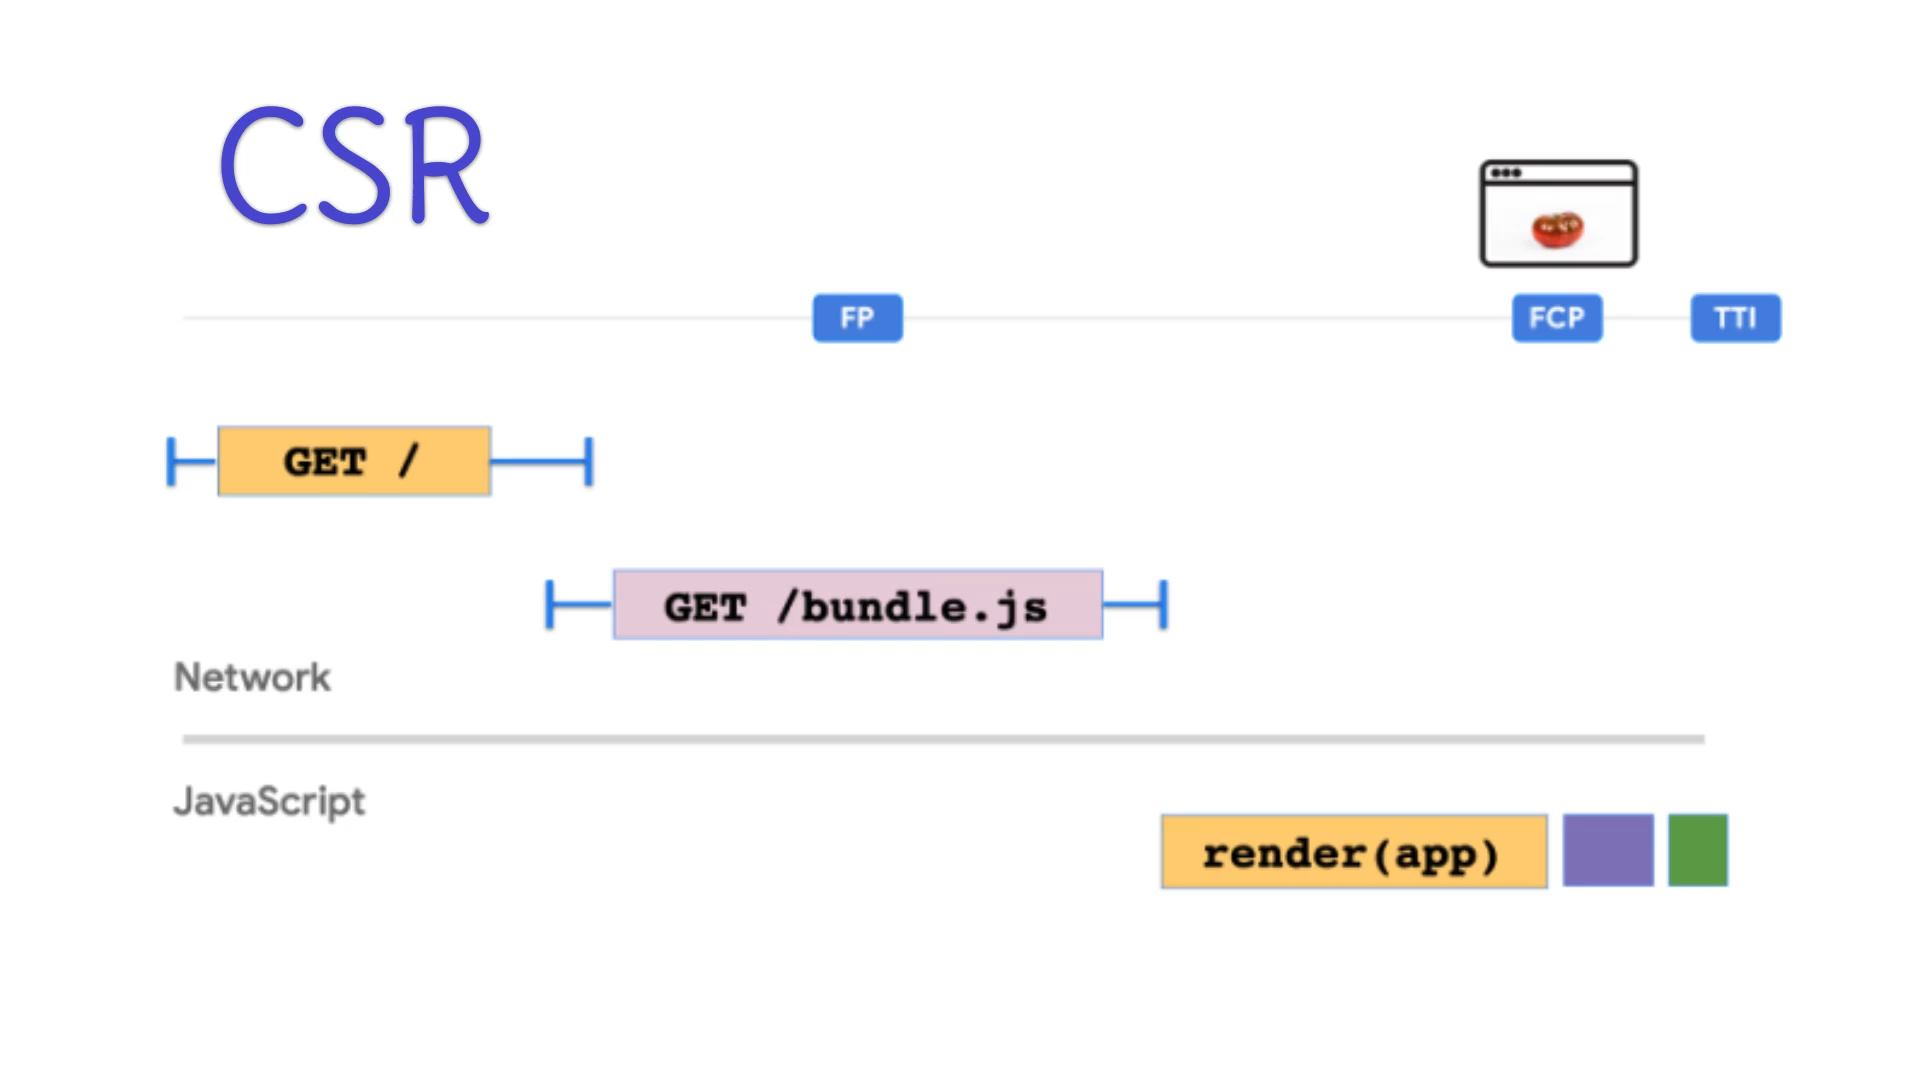 CSR
FP FCP TTI
GET /
GET /bundle.js
Network
JavaScript
render(app)